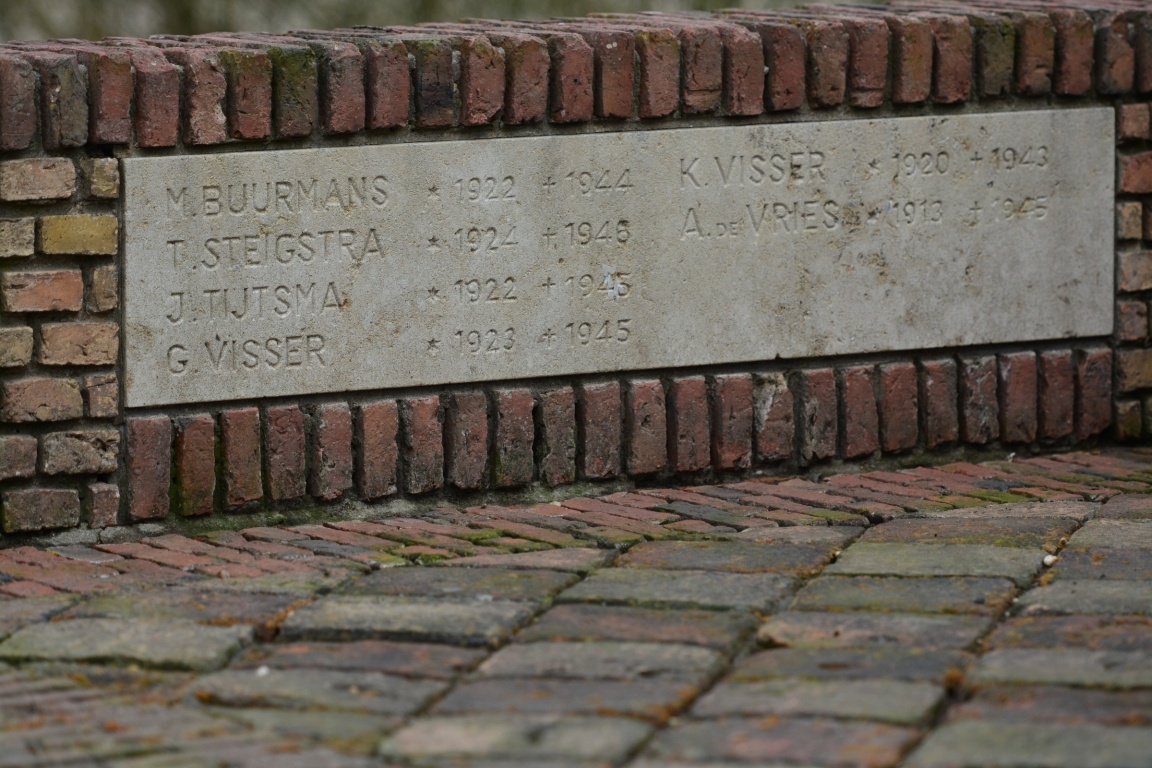 M. BUURMANS * 1922 + 1944
T. STEIGSTRA * 1924 + 1946
J. TIJTSMA * 1922 + 1945
G. VISSER * 1923 + 1945
K. VISSER * 1920 + 1943
A. DE VRIES * 1913 + 1945